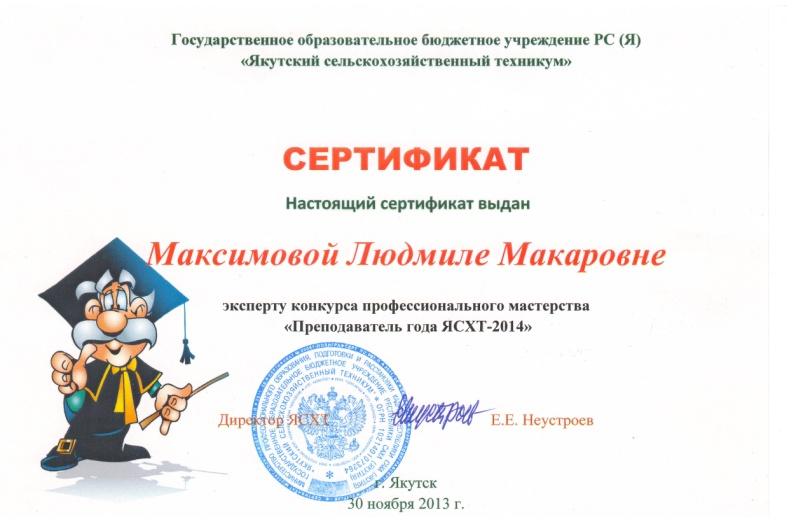 Государственное образовательное бюджетное учреждение РС (Я)
«Якутский сельскохозяйственный техникум»
СЕРТИФИКАТ
Настоящий сертификат выдан
Максимовой Людмиле Макаровне
эксперту конкурса профессионального мастерства
«Преподаватель года ЯСХТ-2014»
Директор ЯСХТ
Е.Е. Неустроев
г. Якутск
30 ноября 2013 г.